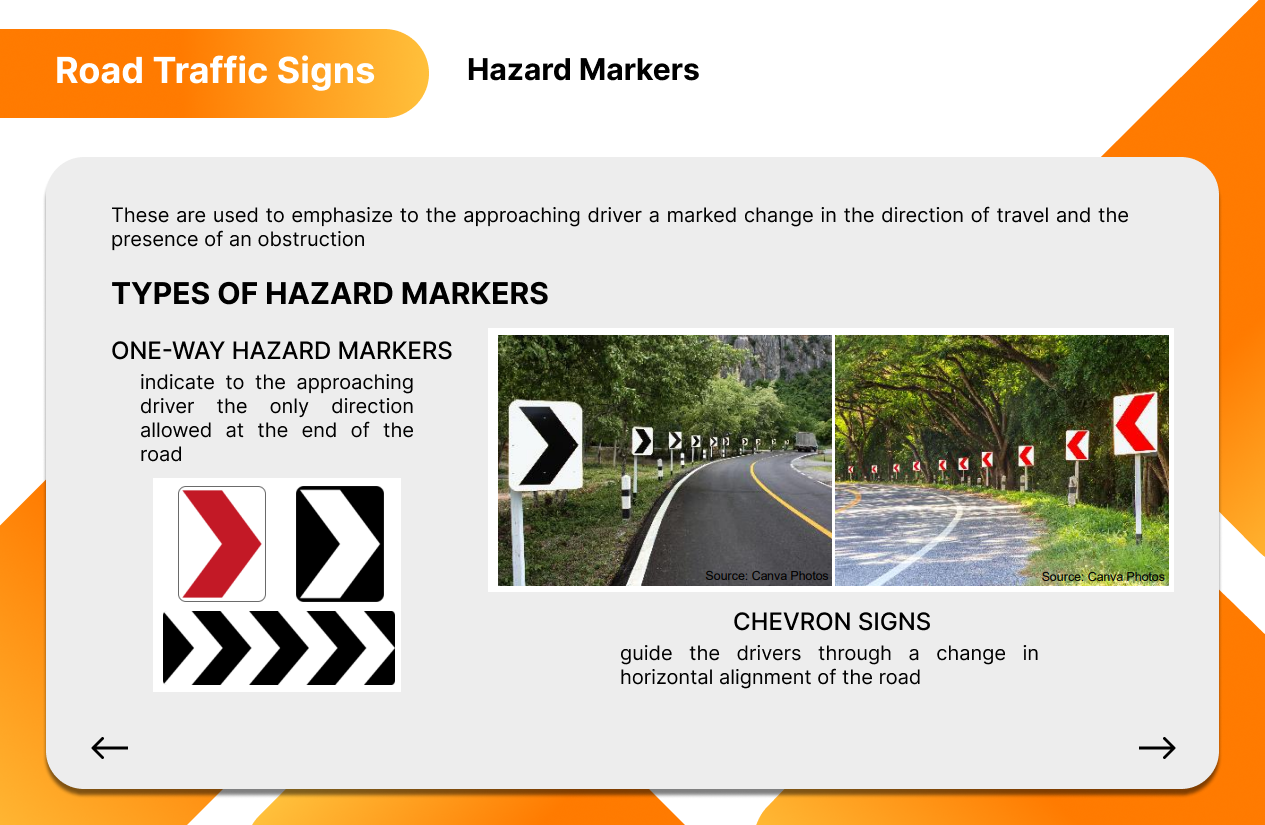 Road Traffic Signs
Hazard Markers
These are used to emphasize to the approaching driver a marked change in the direction of travel and the
presence of an obstruction
TYPES OF HAZARD MARKERS
ONE-WAY HAZARD MARKERS
indicate to the approaching
driver the only direction
allowed at the end of the
road
Source: Canva Photos
Source: Canva Photos
CHEVRON SIGNS
guide the drivers through a change in
horizontal alignment of the road